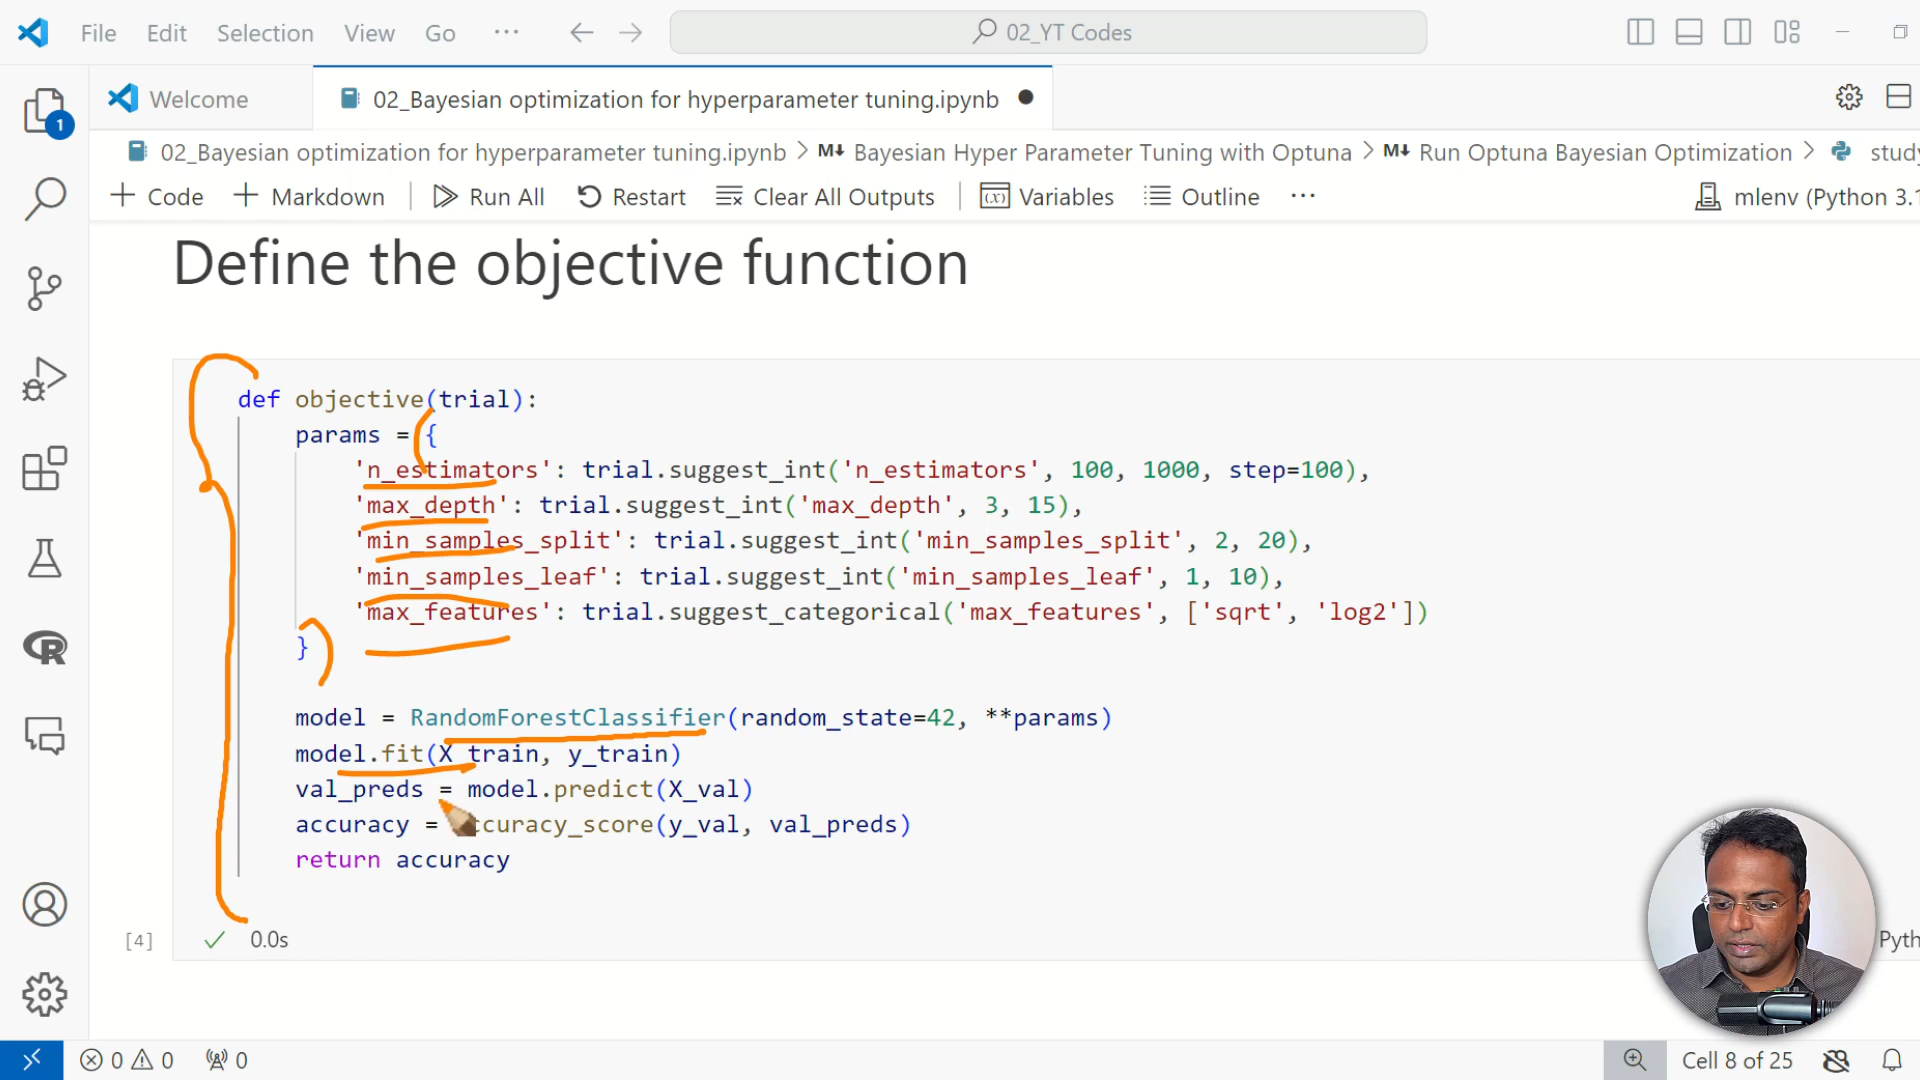 File Edit Selection View Go ··· 02_YT Codes
1
Welcome 02_Bayesian optimization for hyperparameter tuning.ipynb
02_Bayesian optimization for hyperparameter tuning.ipynb > M↓ Bayesian Hyper Parameter Tuning with Optuna > M↓ Run Optuna Bayesian Optimization > study
+ Code + Markdown Run All Restart Clear All Outputs (x) Variables Outline ··· mlenv (Python 3.1
Define the objective function
def objective(trial):
params = {
'n_estimators': trial.suggest_int('n_estimators', 100, 1000, step=100),
'max_depth': trial.suggest_int('max_depth', 3, 15),
'min_samples_split': trial.suggest_int('min_samples_split', 2, 20),
'min_samples_leaf': trial.suggest_int('min_samples_leaf', 1, 10),
'max_features': trial.suggest_categorical('max_features', ['sqrt', 'log2'])
}
model = RandomForestClassifier(random_state=42, **params)
model.fit(X_train, y_train)
val_preds = model.predict(X_val)
accuracy = accuracy_score(y_val, val_preds)
return accuracy
[4] 0.0s Pyth
0 0 0 Cell 8 of 25